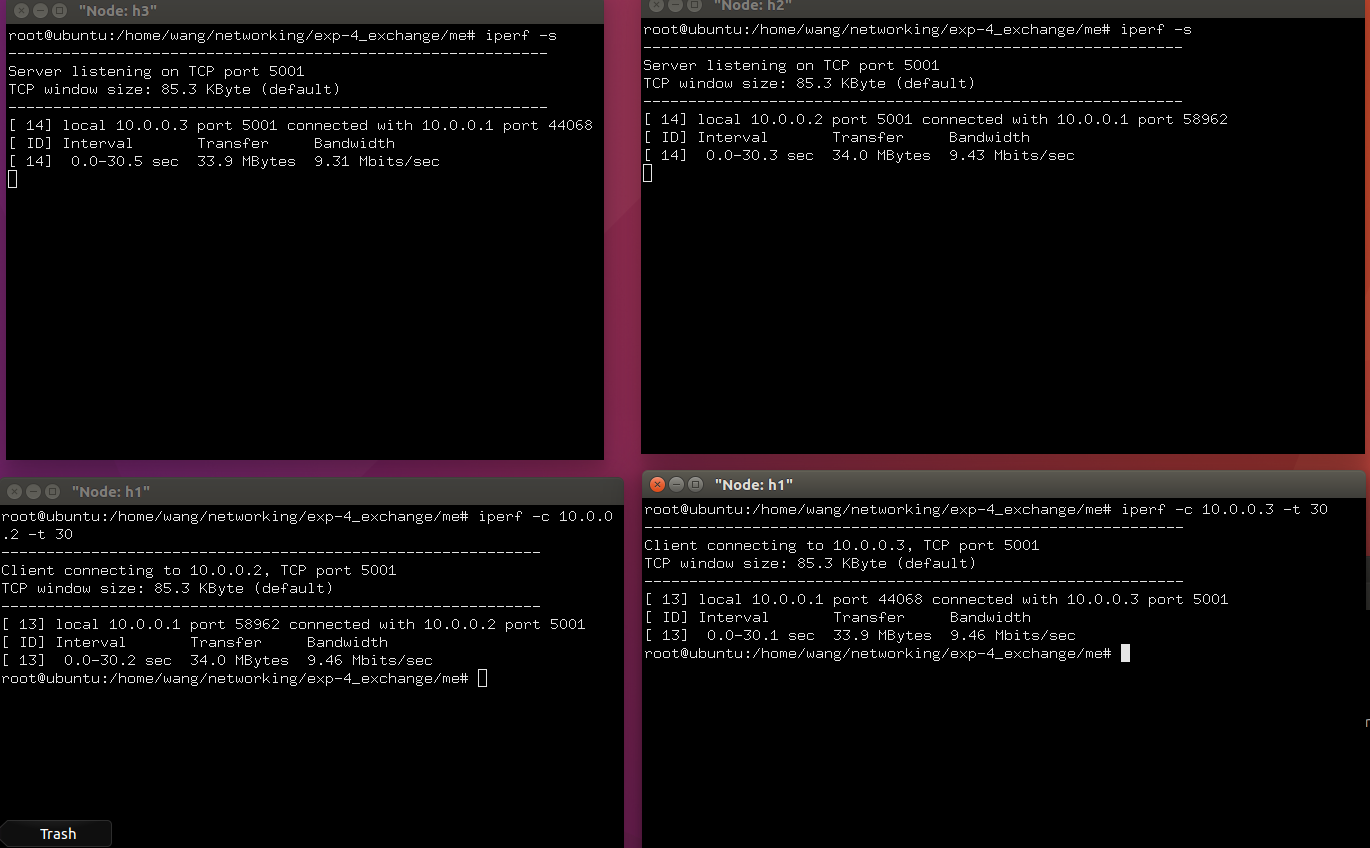 "Node: h3"
root@ubuntu:/home/wang/networking/exp-4_exchange/me# iperf -s
------------------------------------------------------------
Server listening on TCP port 5001
TCP window size: 85.3 KByte (default)
------------------------------------------------------------
[ 14] local 10.0.0.3 port 5001 connected with 10.0.0.1 port 44068
[ ID] Interval       Transfer     Bandwidth
[ 14]  0.0-30.5 sec  33.9 MBytes  9.31 Mbits/sec
"Node: h2"
root@ubuntu:/home/wang/networking/exp-4_exchange/me# iperf -s
------------------------------------------------------------
Server listening on TCP port 5001
TCP window size: 85.3 KByte (default)
------------------------------------------------------------
[ 14] local 10.0.0.2 port 5001 connected with 10.0.0.1 port 58962
[ ID] Interval       Transfer     Bandwidth
[ 14]  0.0-30.3 sec  34.0 MBytes  9.43 Mbits/sec
"Node: h1"
root@ubuntu:/home/wang/networking/exp-4_exchange/me# iperf -c 10.0.0
.2 -t 30
------------------------------------------------------------
Client connecting to 10.0.0.2, TCP port 5001
TCP window size: 85.3 KByte (default)
------------------------------------------------------------
[ 13] local 10.0.0.1 port 58962 connected with 10.0.0.2 port 5001
[ ID] Interval       Transfer     Bandwidth
[ 13]  0.0-30.2 sec  34.0 MBytes  9.46 Mbits/sec
root@ubuntu:/home/wang/networking/exp-4_exchange/me#
Trash
"Node: h1"
root@ubuntu:/home/wang/networking/exp-4_exchange/me# iperf -c 10.0.0.3 -t 30
------------------------------------------------------------
Client connecting to 10.0.0.3, TCP port 5001
TCP window size: 85.3 KByte (default)
------------------------------------------------------------
[ 13] local 10.0.0.1 port 44068 connected with 10.0.0.3 port 5001
[ ID] Interval       Transfer     Bandwidth
[ 13]  0.0-30.1 sec  33.9 MBytes  9.46 Mbits/sec
root@ubuntu:/home/wang/networking/exp-4_exchange/me#